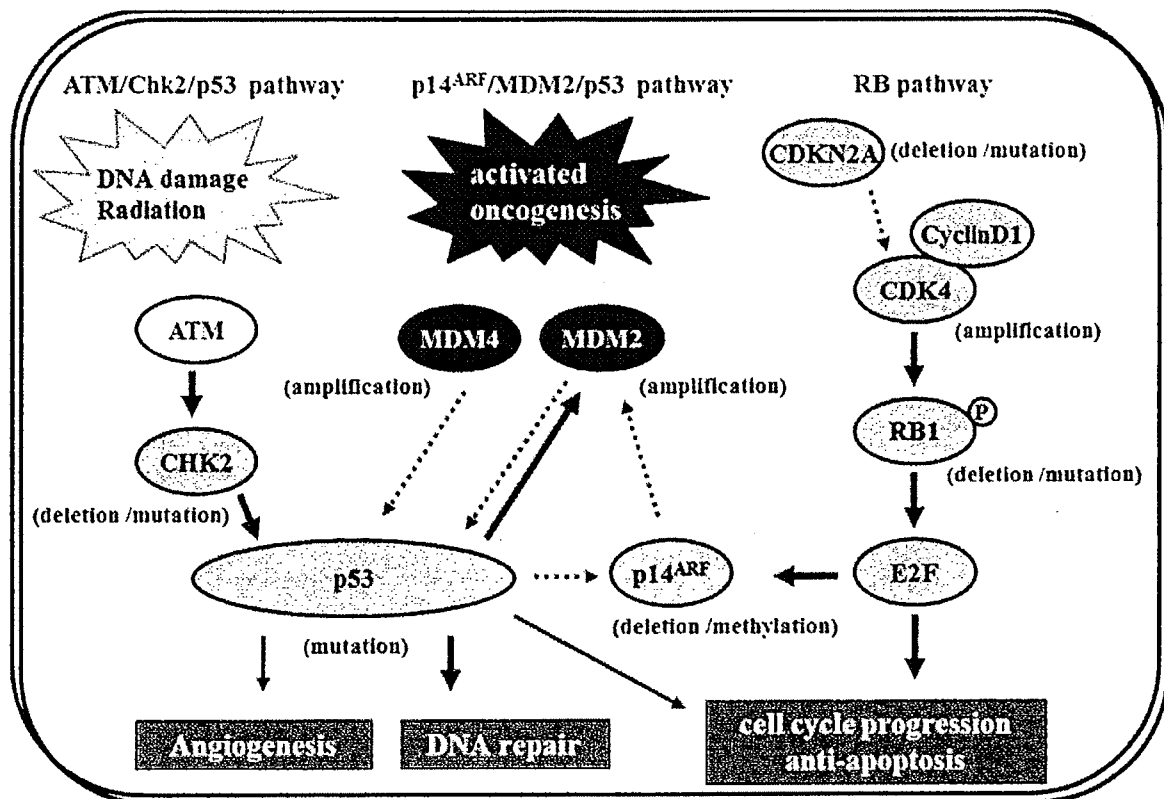 ATM/Chk2/p53 pathway
p14ARF/MDM2/p53 pathway
RB pathway
DNA damage
Radiation
activated
oncogenesis
CDKN2A
(deletion /mutation)
CyclinD1
CDK4
(amplification)
ATM
MDM4
MDM2
(amplification)
(amplification)
CHK2
(deletion /mutation)
RB1
P
(deletion /mutation)
p53
(mutation)
p14ARF
(deletion /methylation)
E2F
Angiogenesis
DNA repair
cell cycle progression
anti-apoptosis